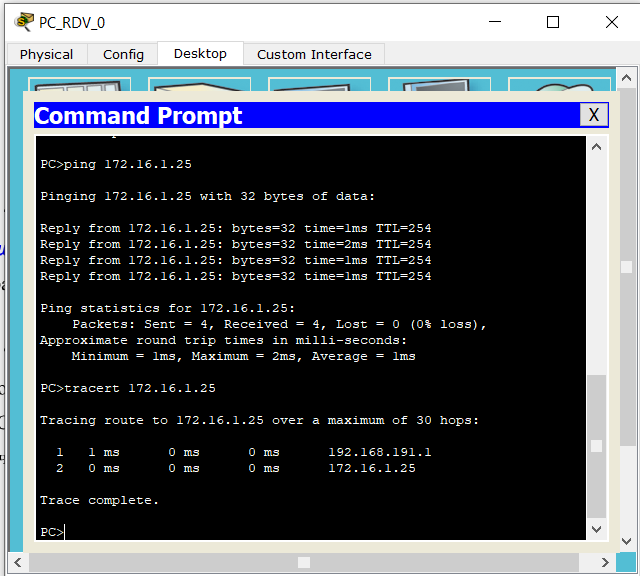 PC_RDV_0
Physical Config Desktop Custom Interface
Command Prompt X
PC>ping 172.16.1.25
Pinging 172.16.1.25 with 32 bytes of data:
Reply from 172.16.1.25: bytes=32 time=1ms TTL=254
Reply from 172.16.1.25: bytes=32 time=2ms TTL=254
Reply from 172.16.1.25: bytes=32 time=1ms TTL=254
Reply from 172.16.1.25: bytes=32 time=1ms TTL=254
Ping statistics for 172.16.1.25:
Packets: Sent = 4, Received = 4, Lost = 0 (0% loss),
Approximate round trip times in milli-seconds:
Minimum = 1ms, Maximum = 2ms, Average = 1ms
PC>tracert 172.16.1.25
Tracing route to 172.16.1.25 over a maximum of 30 hops:
1 1 ms 0 ms 0 ms 192.168.191.1
2 0 ms 0 ms 0 ms 172.16.1.25
Trace complete.
PC>